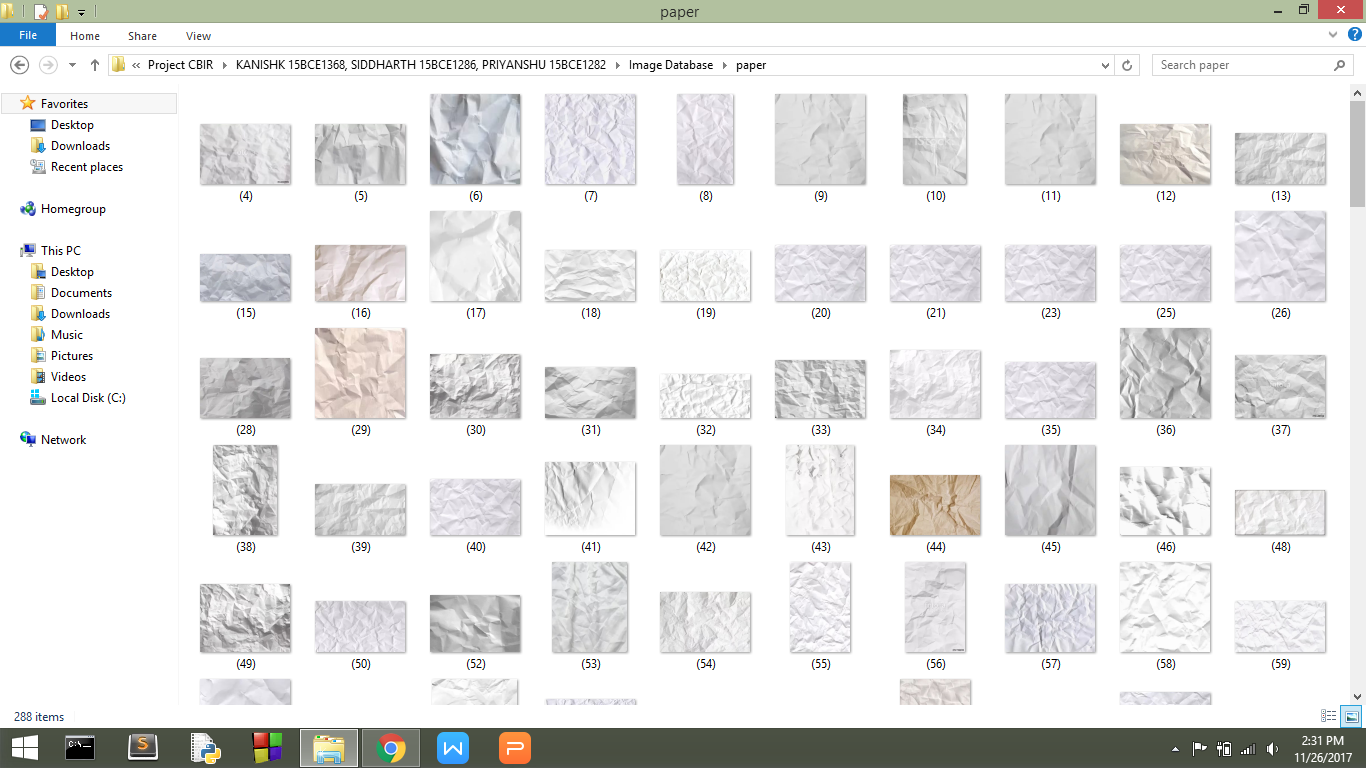 paper
File Home Share View
« Project CBIR KANISHK 15BCE1368, SIDDHARTH 15BCE1286, PRIYANSHU 15BCE1282 Image Database paper
Search paper
Favorites
Desktop
Downloads
Recent places
Homegroup
This PC
Desktop
Documents
Downloads
Music
Pictures
Videos
Local Disk (C:)
Network
(4) (5) (6) (7) (8) (9) (10) (11) (12) (13)
(15) (16) (17) (18) (19) (20) (21) (23) (25) (26)
(28) (29) (30) (31) (32) (33) (34) (35) (36) (37)
(38) (39) (40) (41) (42) (43) (44) (45) (46) (48)
(49) (50) (52) (53) (54) (55) (56) (57) (58) (59)
288 items
2:31 PM
11/26/2017